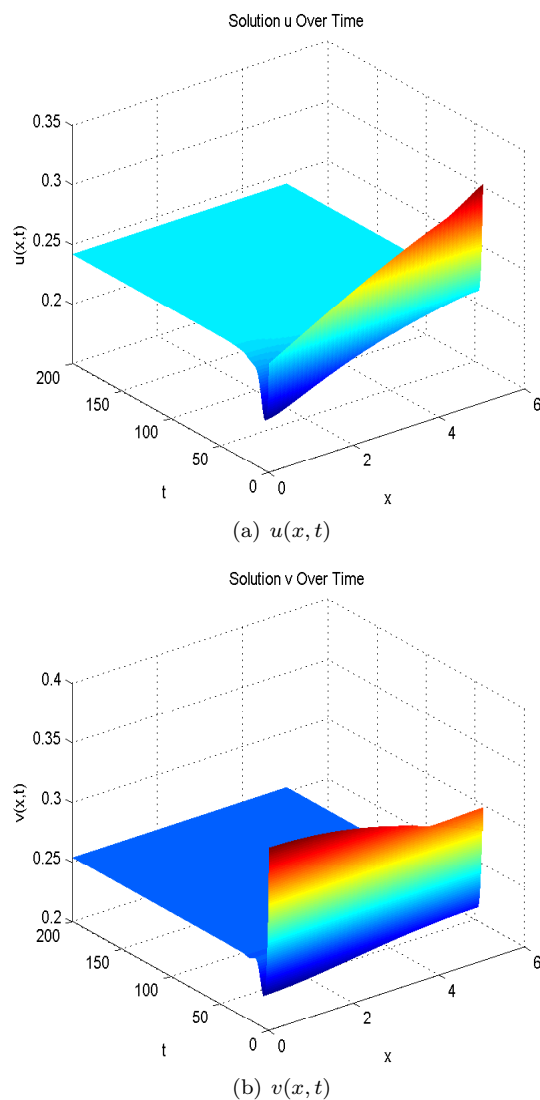 Solution u Over Time
0.35
0.3
0.25
0.2
u(x,t)
200
150
100
50
0
t
0
2
4
6
x
(a) u(x, t)
Solution v Over Time
0.4
0.35
0.3
0.25
0.2
v(x,t)
200
150
100
50
0
t
0
2
4
6
x
(b) v(x, t)